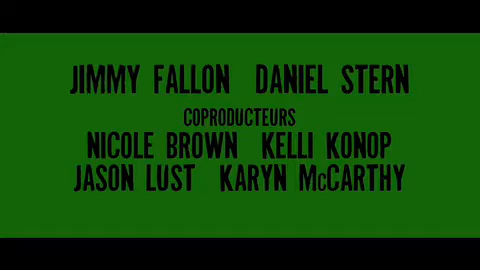 JIMMY FALLON DANIEL STERN
COPRODUCTEURS
NICOLE BROWN KELLI KONOP
JASON LUST KARYN McCARTHY